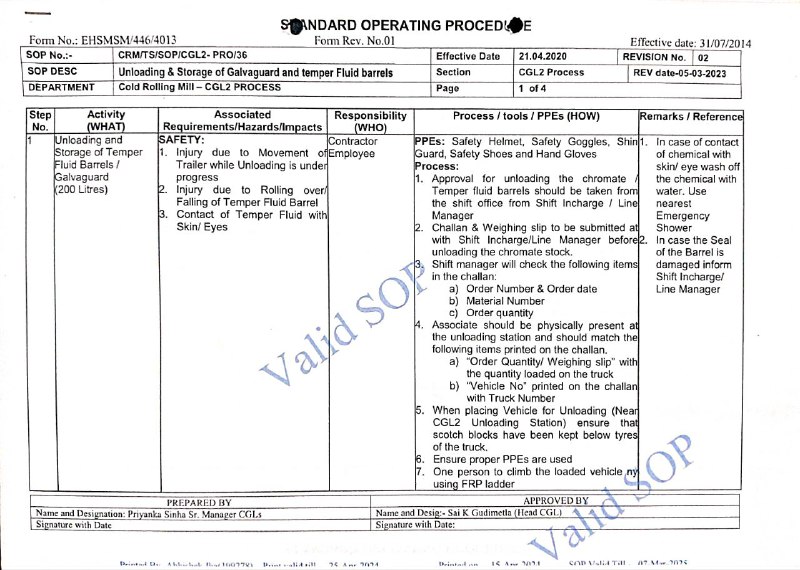 STANDARD OPERATING PROCEDURE
Form No.: EHSMSM/446/4013 Form Rev. No.01 Effective date: 31/07/2014
SOP No.:- CRM/TS/SOP/CGL2- PRO/36 Effective Date 21.04.2020 REVISION No. 02
SOP DESC Unloading & Storage of Galvaguard and temper Fluid barrels Section CGL2 Process REV date-05-03-2023
DEPARTMENT Cold Rolling Mill – CGL2 PROCESS Page 1 of 4
Step No. Activity (WHAT) Associated Requirements/Hazards/Impacts Responsibility (WHO) Process / tools / PPEs (HOW) Remarks / Reference
1
Unloading and
Storage of Temper
Fluid Barrels /
Galvaguard
(200 Litres)
SAFETY:
1. Injury due to Movement of
Trailer while Unloading is under
progress
2. Injury due to Rolling over/
Falling of Temper Fluid Barrel
3. Contact of Temper Fluid with
Skin/ Eyes
Contractor
Employee
PPEs: Safety Helmet, Safety Goggles, Shin
Guard, Safety Shoes and Hand Gloves
Process:
1. Approval for unloading the chromate /
Temper fluid barrels should be taken from
the shift office from Shift Incharge / Line
Manager
2. Challan & Weighing slip to be submitted at
with Shift Incharge/Line Manager before
unloading the chromate stock.
3. Shift manager will check the following items
in the challan:
a) Order Number & Order date
b) Material Number
c) Order quantity
4. Associate should be physically present at
the unloading station and should match the
following items printed on the challan.
a) "Order Quantity/ Weighing slip" with
the quantity loaded on the truck
b) "Vehicle No" printed on the challan
with Truck Number
5. When placing Vehicle for Unloading (Near
CGL2 Unloading Station) ensure that
scotch blocks have been kept below tyres
of the truck.
6. Ensure proper PPEs are used
7. One person to climb the loaded vehicle ny
using FRP ladder
1. In case of contact
of chemical with
skin/ eye wash off
the chemical with
water. Use
nearest
Emergency
Shower
2. In case the Seal
of the Barrel is
damaged inform
Shift Incharge/
Line Manager
Valid SOP
Valid SOP
PREPARED BY APPROVED BY
Name and Designation: Priyanka Sinha Sr. Manager CGLs Name and Desig:- Sai K Gudimetla (Head CGL)
Signature with Date Signature with Date:
Print valid till 25 Apr 2024 Printed on 15 Apr 2024 SOP Valid Till 07 Mar 2025